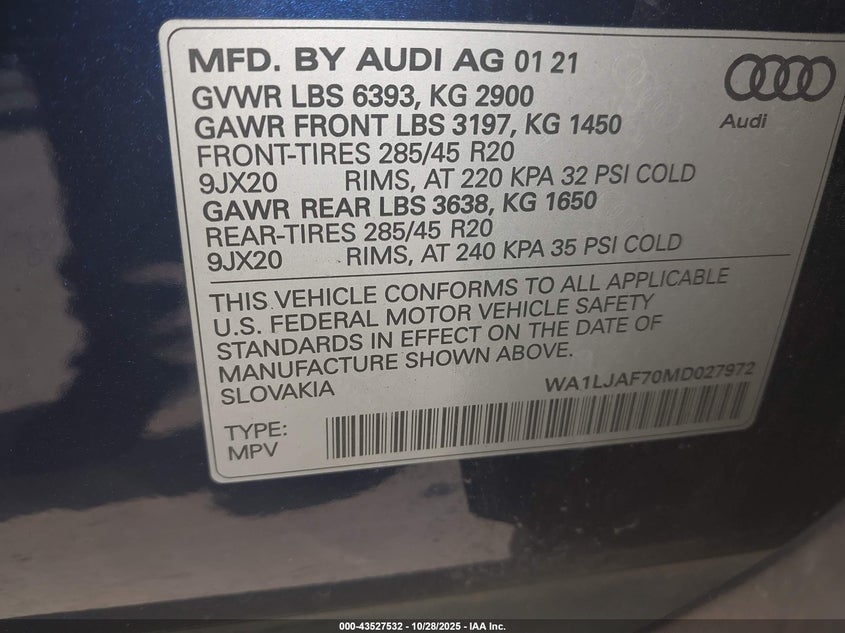 MFD. BY AUDI AG 01 21
GVWR LBS 6393, KG 2900
GAWR FRONT LBS 3197, KG 1450
FRONT-TIRES 285/45 R20
9JX20 RIMS, AT 220 KPA 32 PSI COLD
GAWR REAR LBS 3638, KG 1650
REAR-TIRES 285/45 R20
9JX20 RIMS, AT 240 KPA 35 PSI COLD
Audi
THIS VEHICLE CONFORMS TO ALL APPLICABLE
U.S. FEDERAL MOTOR VEHICLE SAFETY
STANDARDS IN EFFECT ON THE DATE OF
MANUFACTURE SHOWN ABOVE.
SLOVAKIA WA1LJAF70MD027972
TYPE:
MPV
000-43527532 - 10/28/2025 - IAA Inc.